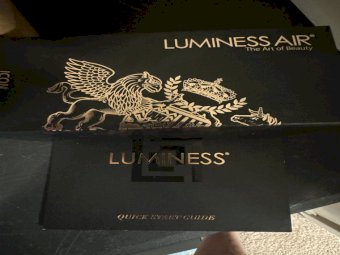 LUMINESS AIR®
The Art of Beauty
LUMINESS®
QUICK START GUIDE